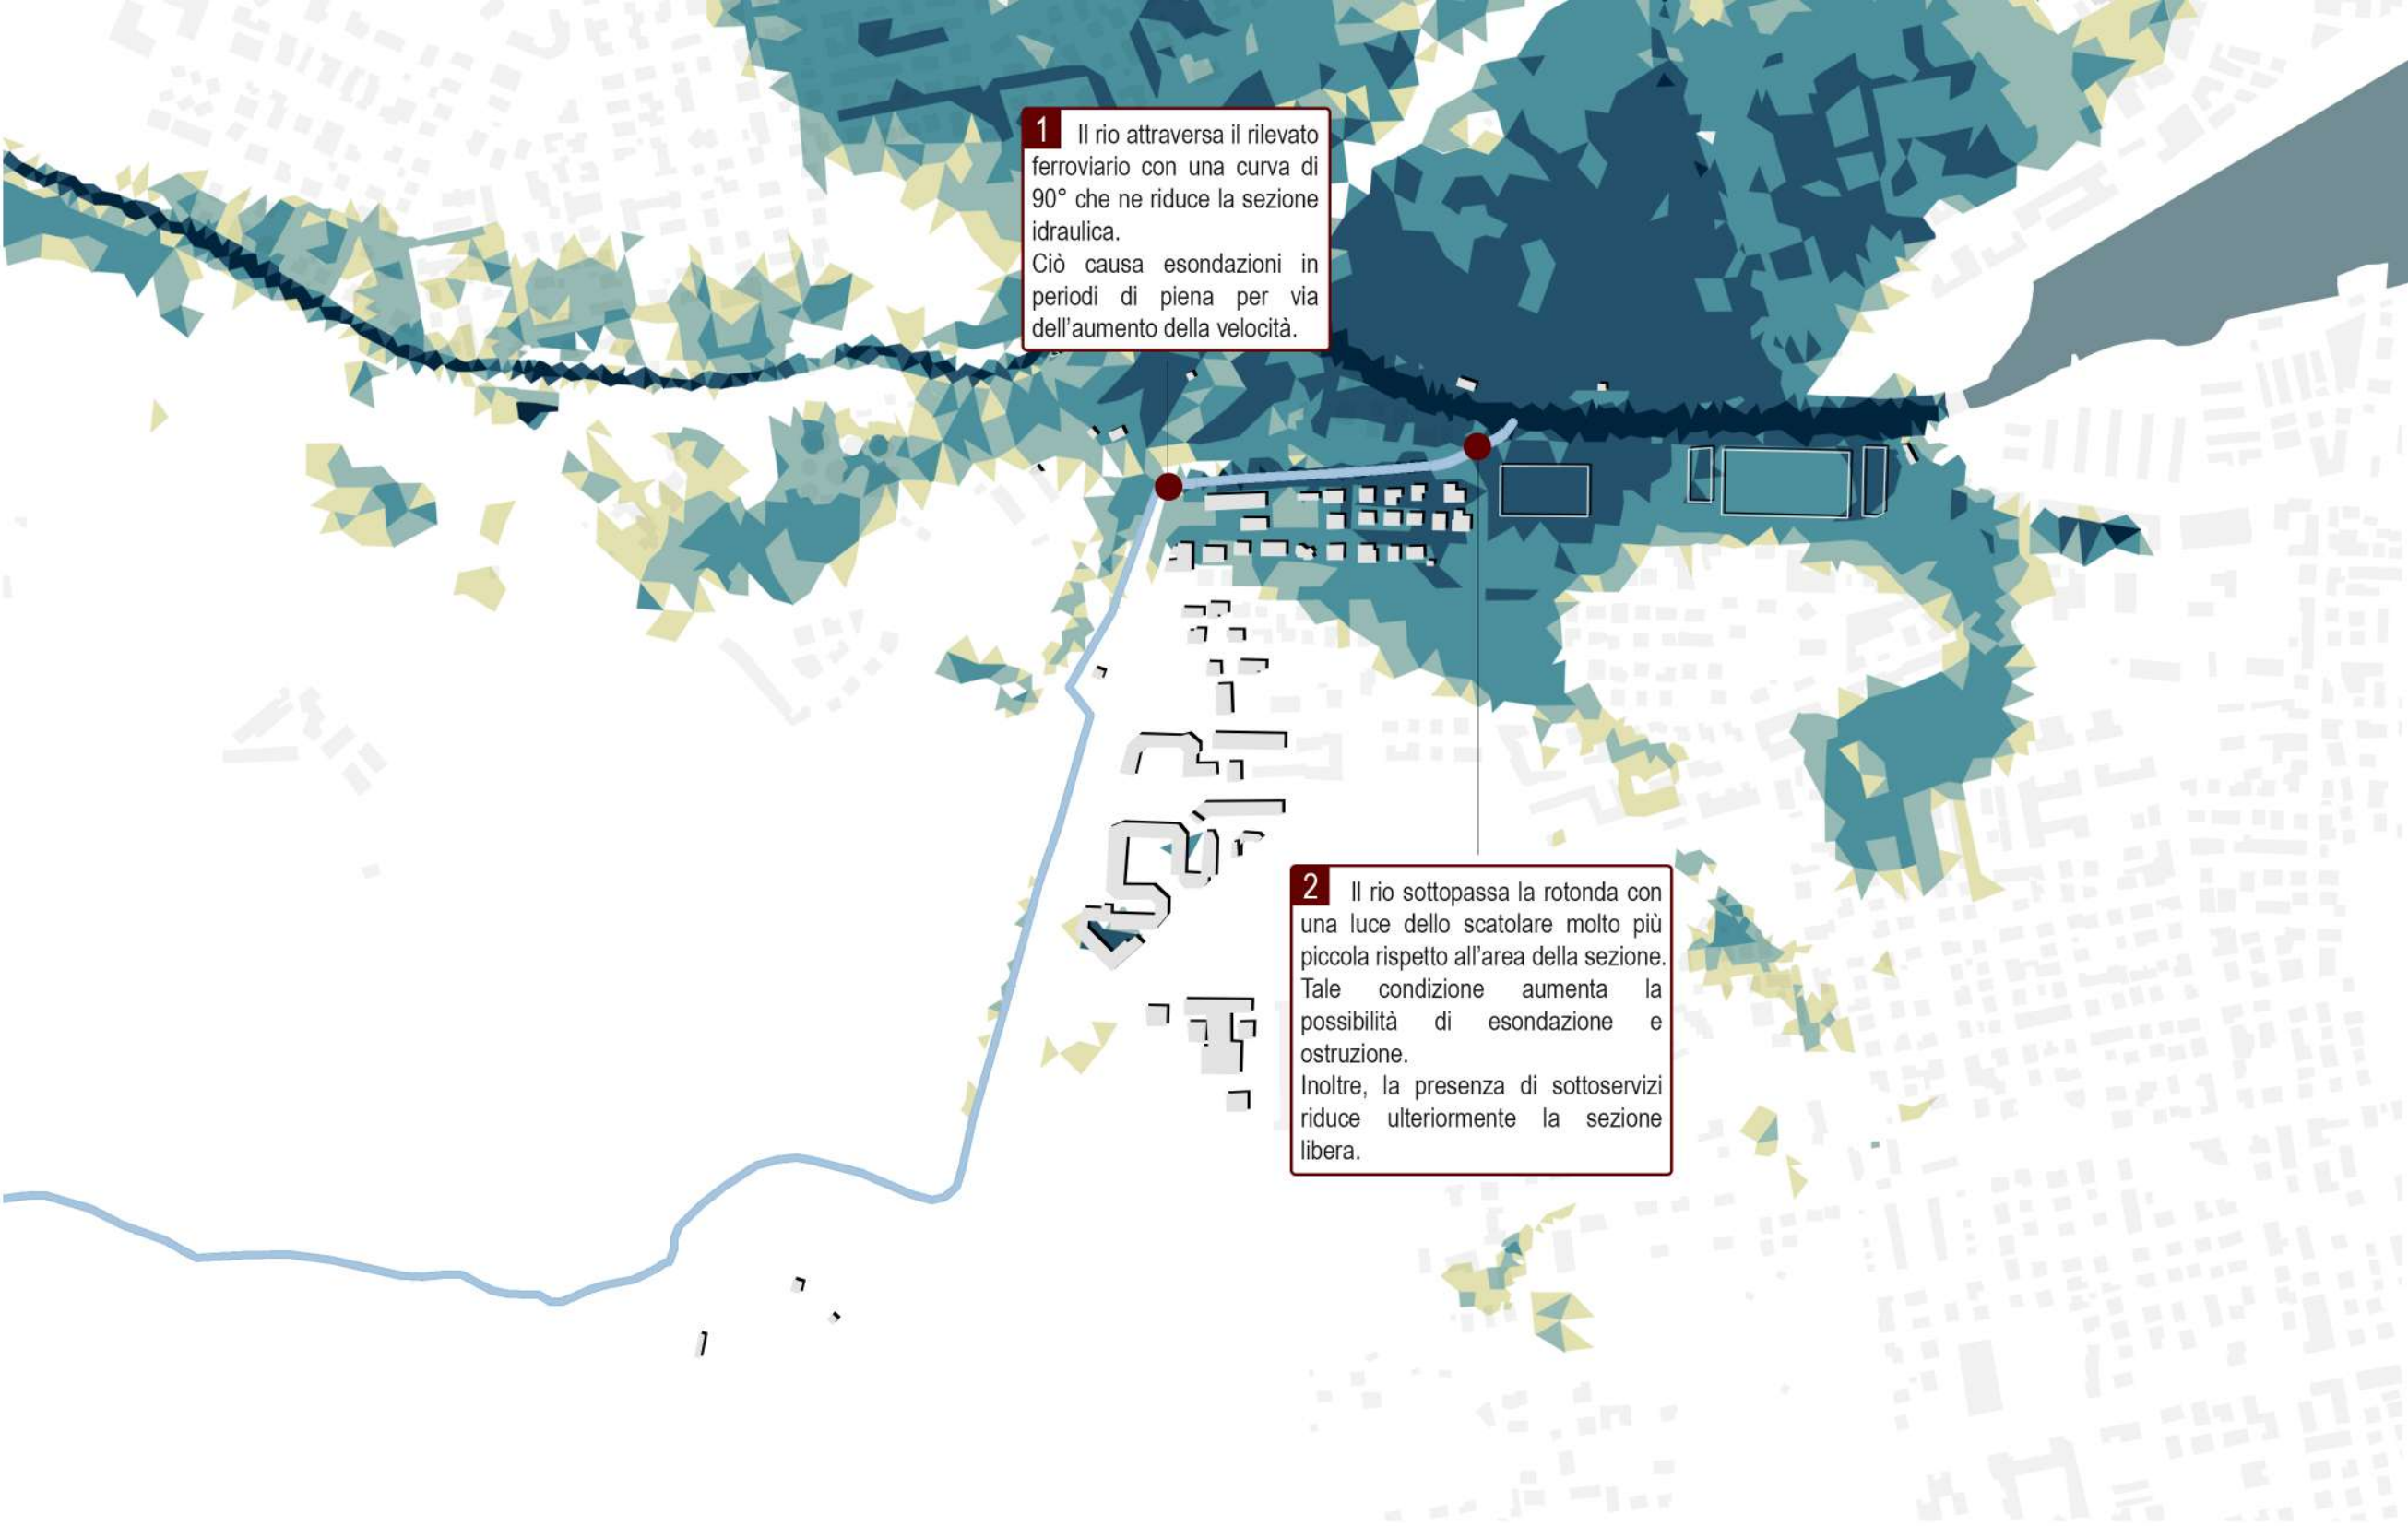 1 Il rio attraversa il rilevato
ferroviario con una curva di
90° che ne riduce la sezione
idraulica.
Ciò causa esondazioni in
periodi di piena per via
dell'aumento della velocità.
2 Il rio sottopassa la rotonda con
una luce dello scatolare molto più
piccola rispetto all'area della sezione.
Tale condizione aumenta la
possibilità di esondazione e
ostruzione.
Inoltre, la presenza di sottoservizi
riduce ulteriormente la sezione
libera.